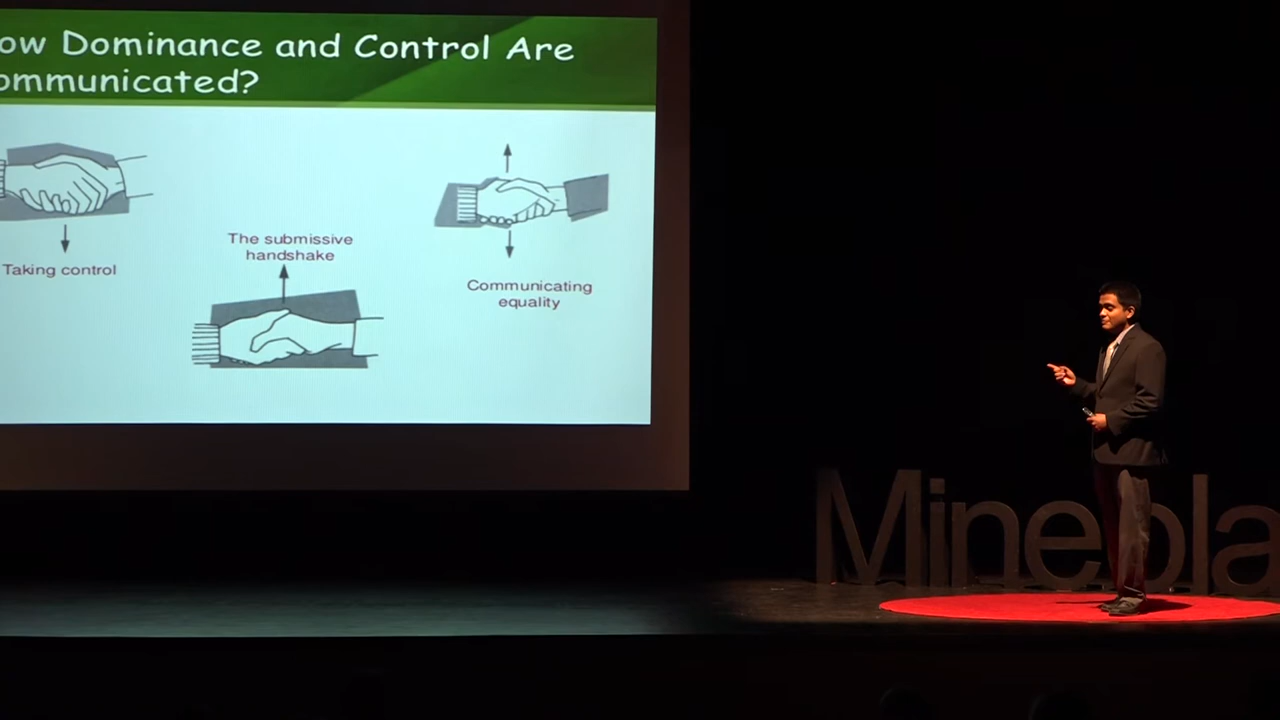 ow Dominance and Control Are
ommunicated?
Taking control
The submissive
handshake
Communicating
equality
Mineola